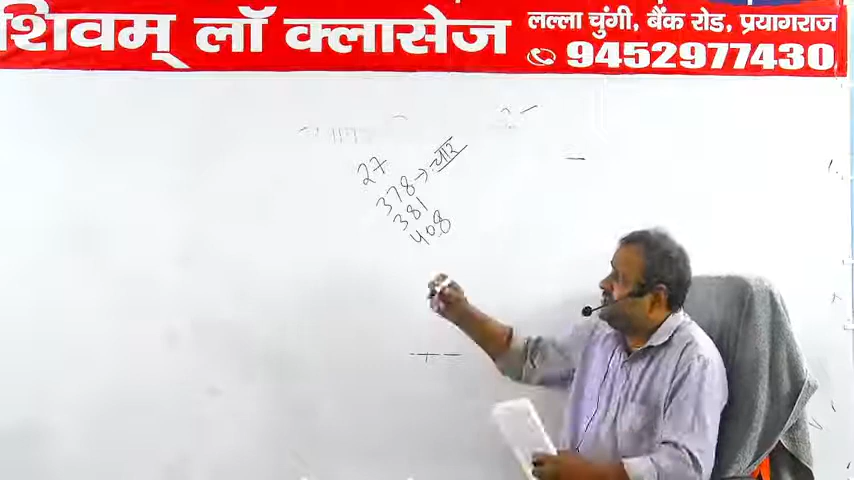 शिवम् लॉ क्लासेज
लल्ला चुंगी, बैंक रोड, प्रयागराज
9452977430
27
378 → चार
381
408